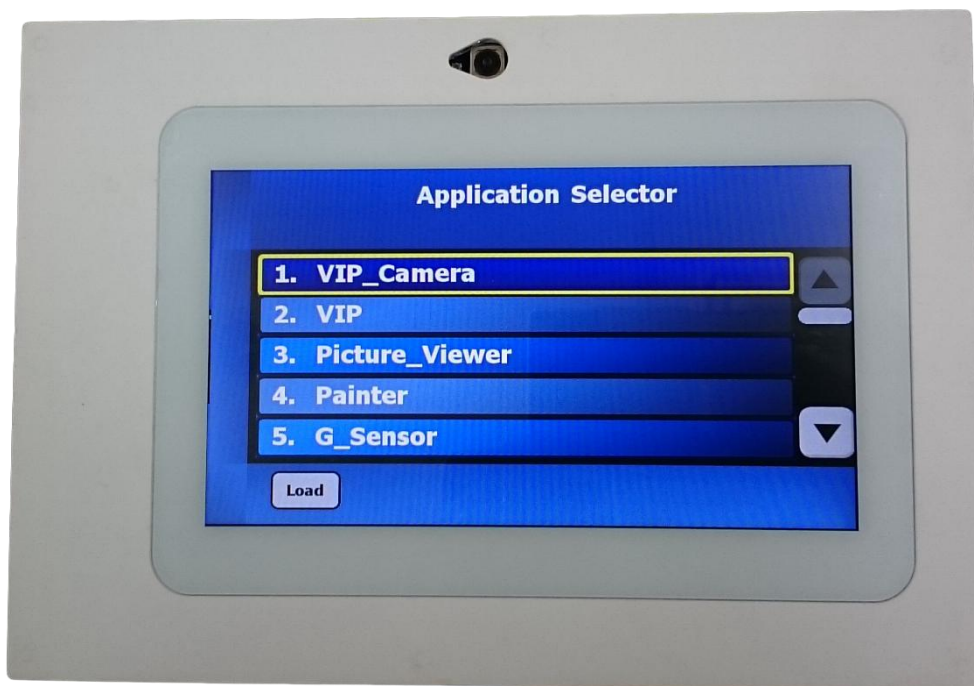 Application Selector
1. VIP_Camera
2. VIP
3. Picture_Viewer
4. Painter
5. G_Sensor
Load